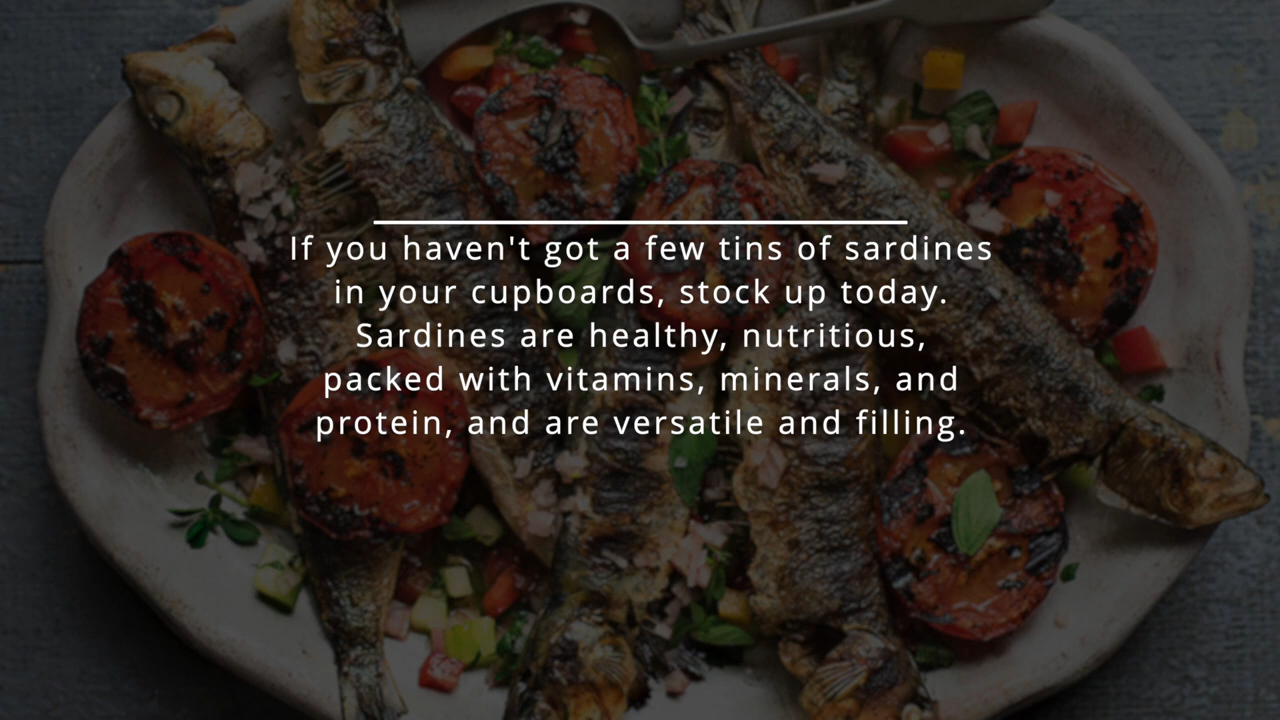 If you haven't got a few tins of sardines
in your cupboards, stock up today.
Sardines are healthy, nutritious,
packed with vitamins, minerals, and
protein, and are versatile and filling.